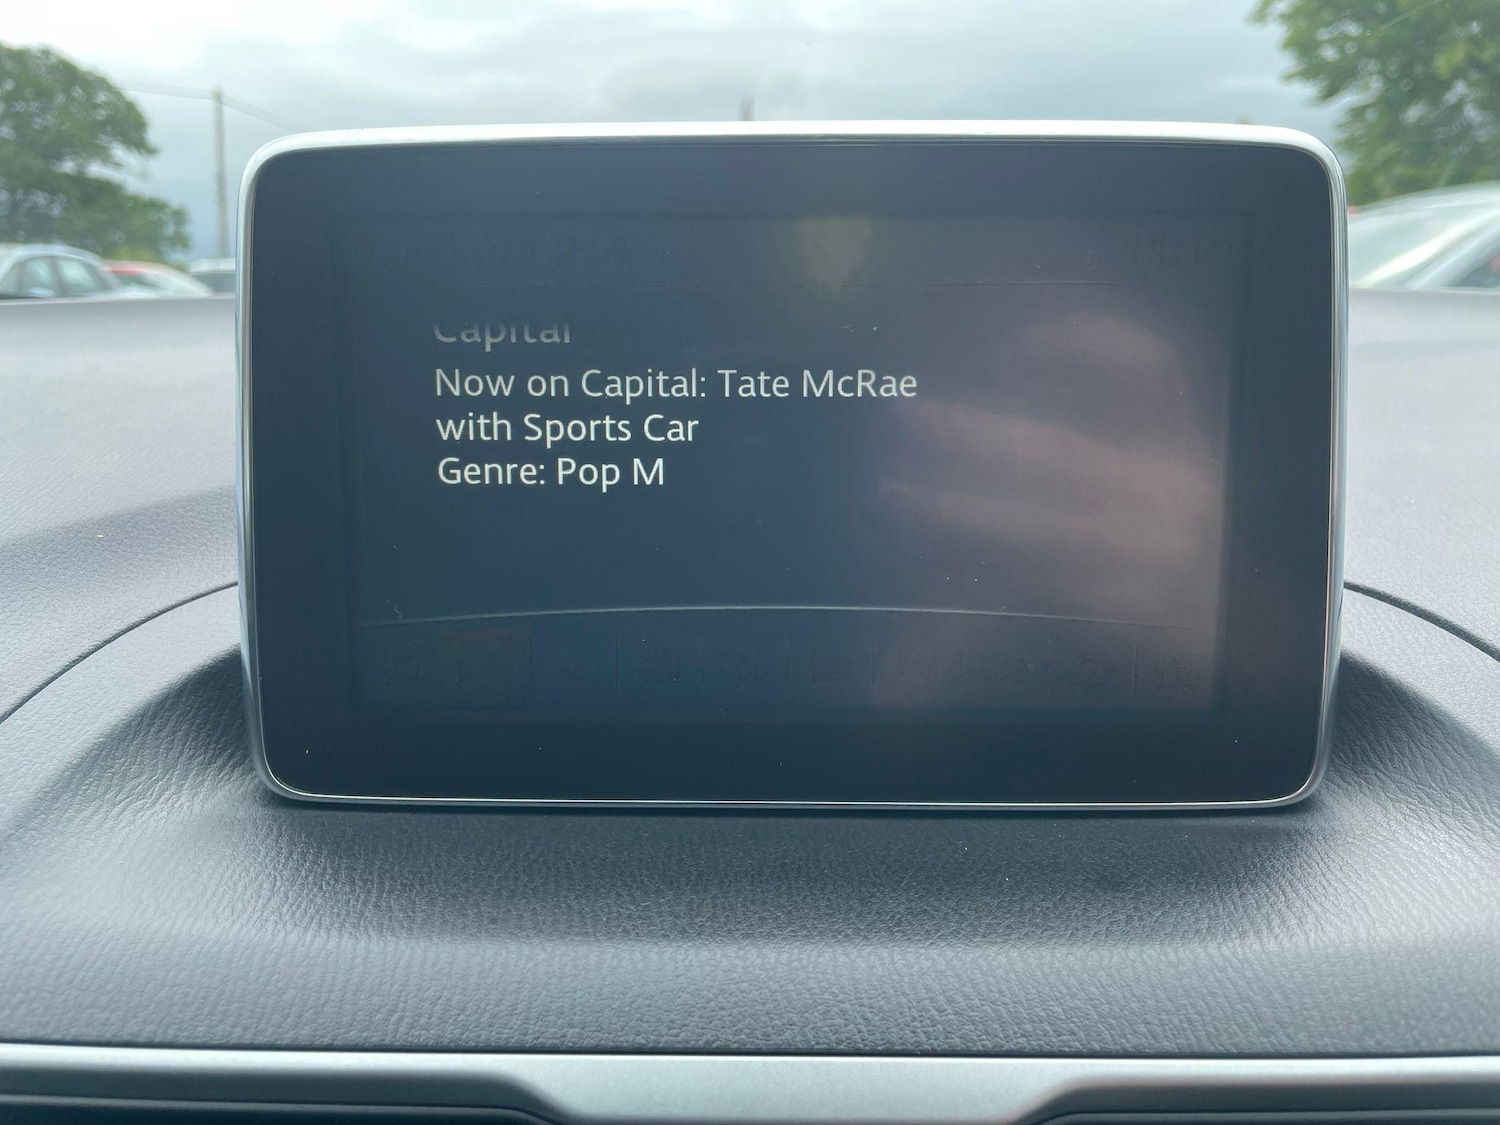 Capital
Now on Capital: Tate McRae
with Sports Car
Genre: Pop M